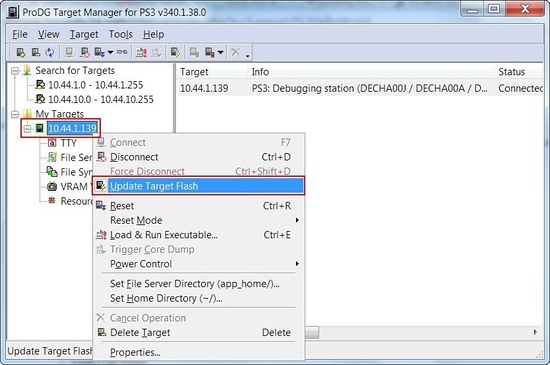 ProDG Target Manager for PS3 v340.1.38.0
File View Target Tools Help
Search for Targets
10.44.1.0 - 10.44.1.255
10.44.10.0 - 10.44.10.255
My Targets
10.44.1.139
TTY
File Serv
File Syn
VRAM
Resourc
Target Info Status
10.44.1.139 PS3: Debugging station (DECHA00J / DECHA00A / D... Connected
Connect F7
Disconnect Ctrl+D
Force Disconnect Ctrl+Shift+D
Update Target Flash
Reset Ctrl+R
Reset Mode
Load & Run Executable... Ctrl+E
Trigger Core Dump
Power Control
Set File Server Directory (app_home/)...
Set Home Directory (~/)...
Cancel Operation
Delete Target Delete
Properties...
Update Target Flash